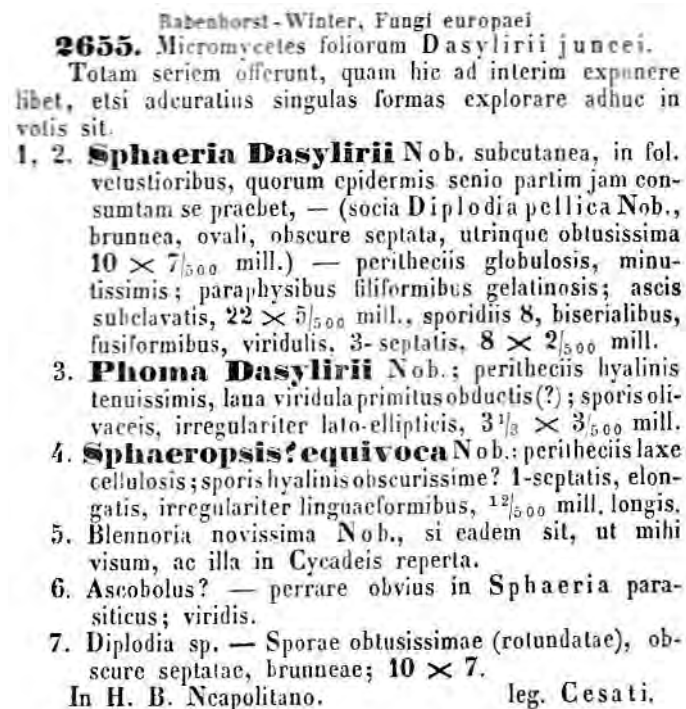 Rabenhorst-Winter, Fungi europaei
2655. Micromycetes foliorum Dasylirii juncei.
Totam seriem offerunt, quam hic ad interim exponere
libet, etsi adcuratius singulas formas explorare adhuc in
votis sit.
1, 2. Sphaeria Dasylirii Nob. subcutanea, in fol.
vetustioribus, quorum epidermis senio partim jam con-
sumtam se praebet, — (socia Diplodia pellica Nob.,
brunnea, ovali, obscure septata, utrinque obtusissima
10 × 7/500 mill.) — peritheciis globulosis, minu-
tissimis; paraphysibus filiformibus gelatinosis; ascis
subclavatis, 22 × 5/500 mill., sporidiis 8, biserialibus,
fusiformibus, viridulis, 3-septatis, 8 × 2/500 mill.
3. Phoma Dasylirii Nob.; peritheciis hyalinis
tenuissimis, lana viridula primitus obductis (?); sporis oli-
vaceis, irregulariter lato-ellipticis, 3 1/3 × 3/500 mill.
4. Sphaeropsis? equivoca Nob.: peritheciis laxe
cellulosis; sporis hyalinis obscurissime? 1-septatis, elon-
gatis, irregulariter linguaeformibus, 12/500 mill. longis.
5. Blennoria novissima Nob., si eadem sit, ut mihi
visum, ac illa in Cycadeis reperta.
6. Ascobolus? — perrare obvius in Sphaeria para-
siticus; viridis.
7. Diplodia sp. — Sporae obtusissimae (rotundatae), ob-
scure septatae, brunneae; 10 × 7.
In H. B. Neapolitano. leg. Cesati.